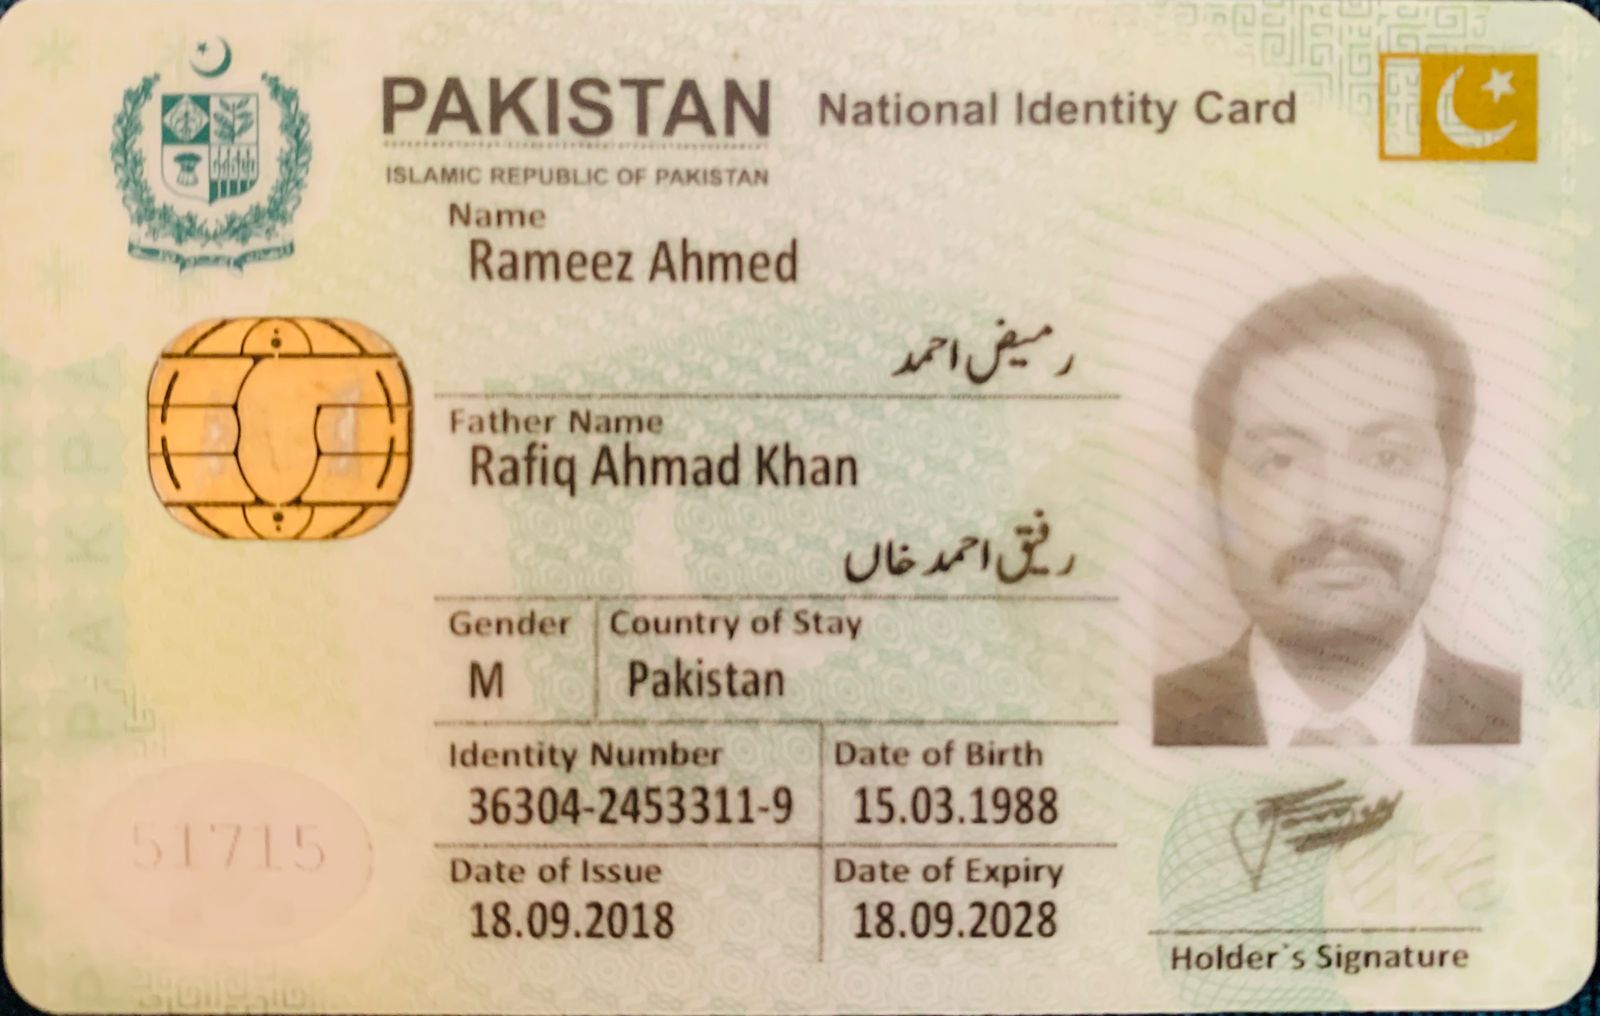 PAKISTAN National Identity Card
ISLAMIC REPUBLIC OF PAKISTAN
Name
Rameez Ahmed
رمیض احمد
Father Name
Rafiq Ahmad Khan
رفیق احمد خاں
Gender Country of Stay
M Pakistan
Identity Number Date of Birth
36304-2453311-9 15.03.1988
Date of Issue Date of Expiry
18.09.2018 18.09.2028
51715
Holder`s Signature